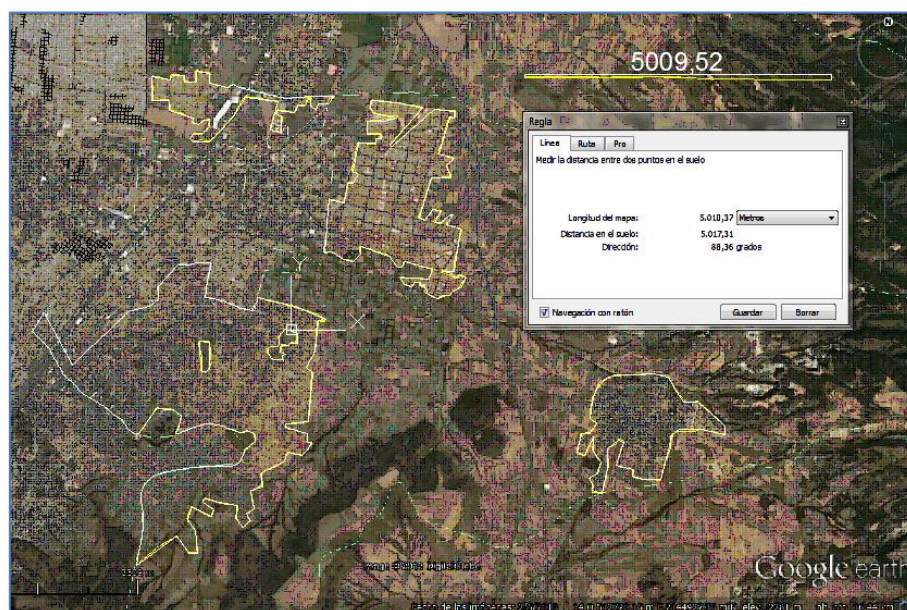 N
5009,52
Regla
Línea Ruta Pro
Medir la distancia entre dos puntos en el suelo
Longitud del mapa: 5.010,37 Metros
Distancia en el suelo: 5.017,31
Dirección: 88,36 grados
Navegación con ratón Guardar Borrar
Google earth